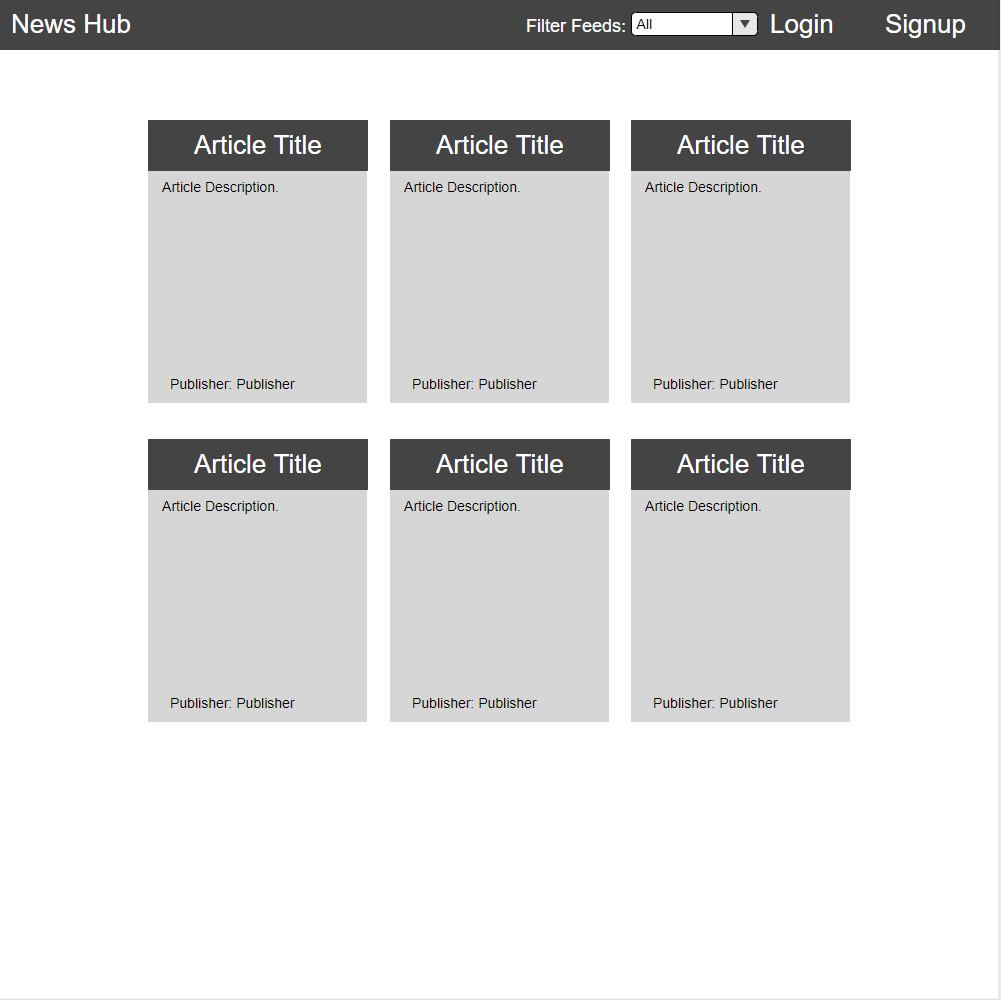 News Hub Filter Feeds: All Login Signup
Article Title Article Title Article Title
Article Description. Article Description. Article Description.
Publisher: Publisher Publisher: Publisher Publisher: Publisher
Article Title Article Title Article Title
Article Description. Article Description. Article Description.
Publisher: Publisher Publisher: Publisher Publisher: Publisher